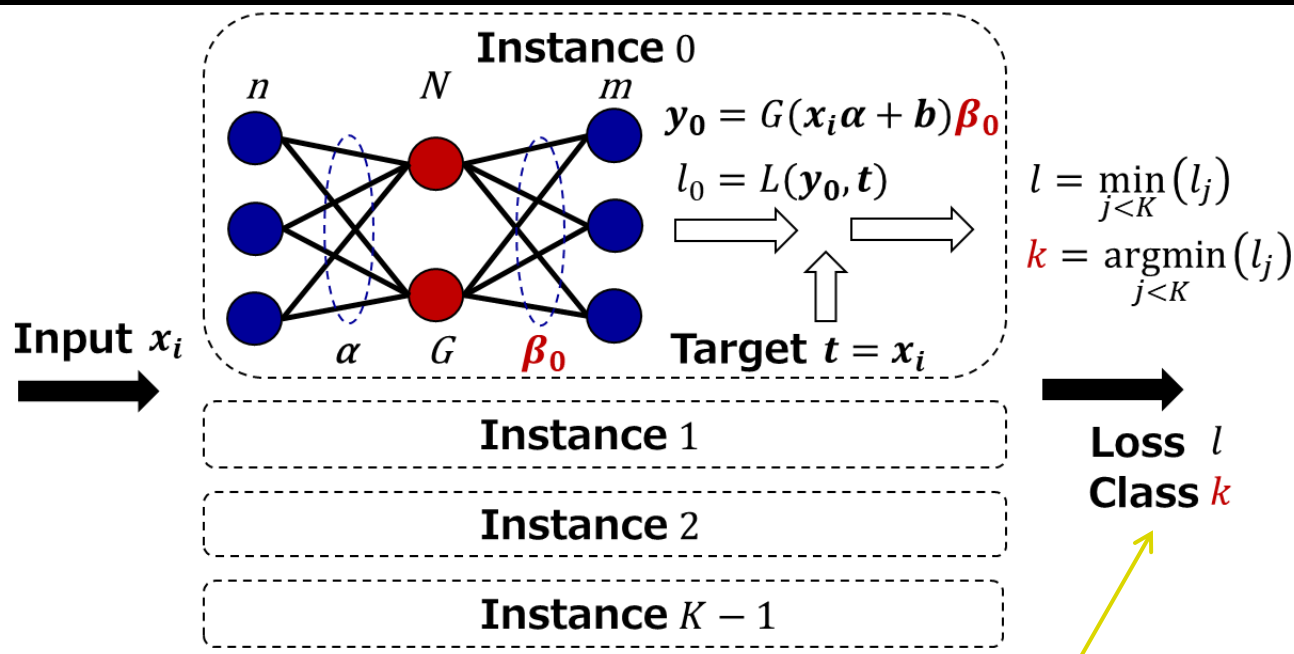 Instance 0
n N m
y₀ = G(xᵢα + b)β₀
l₀ = L(y₀, t)
l = min (lⱼ)
j<K
k = argmin (lⱼ)
j<K
Input xᵢ
α G β₀
Target t = xᵢ
Instance 1
Loss l
Class k
Instance 2
Instance K − 1